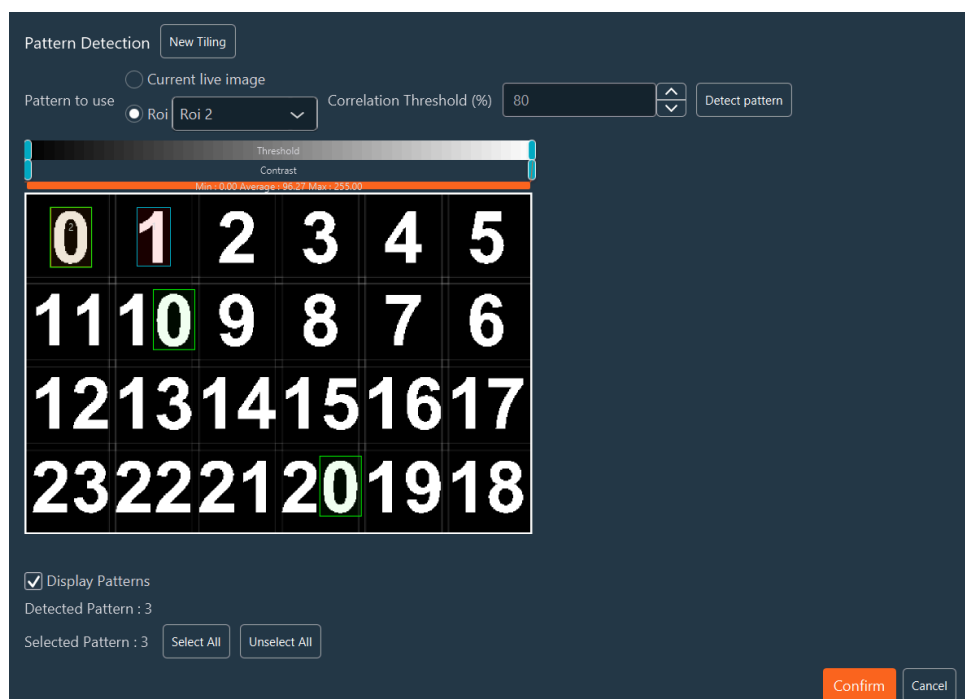 Pattern Detection New Tiling
Current live image
Pattern to use Roi Roi 2 Correlation Threshold (%) 80 Detect pattern
Threshold
Contrast
Min : 0.00 Average : 96.27 Max : 255.00
0 1 2 3 4 5
2
11 10 9 8 7 6
12 13 14 15 16 17
23 22 21 20 19 18
Display Patterns
Detected Pattern : 3
Selected Pattern : 3 Select All Unselect All
Confirm Cancel